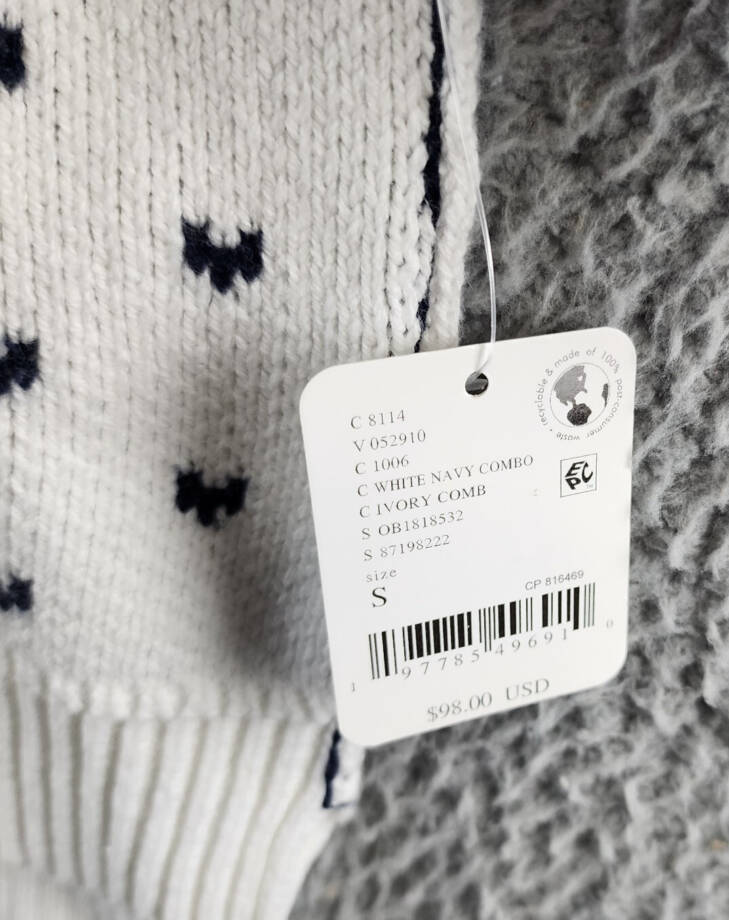 recyclable & made of 100% post-consumer waste •
C 8114
V 052910
C 1006
C WHITE NAVY COMBO
C IVORY COMB
S OB1818532
S 87198222
EPC
size
S
CP 816469
1 97785 49691 0
$98.00 USD